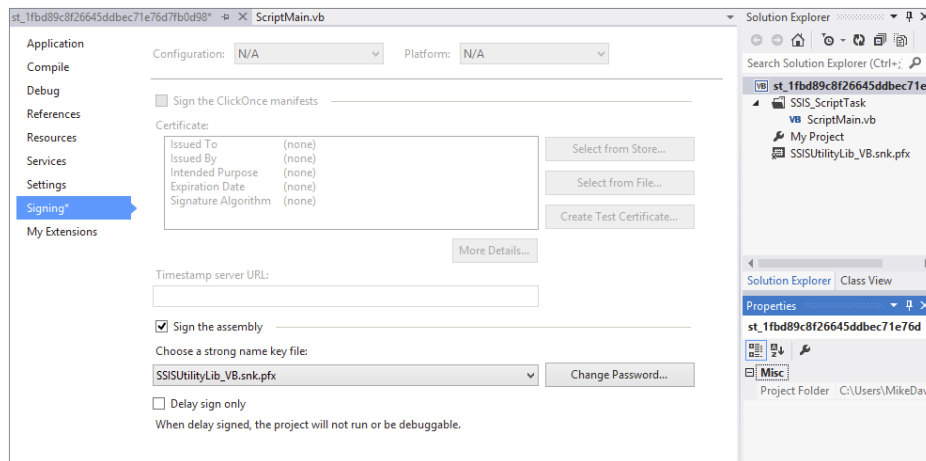 st_1fbd89c8f26645ddbec71e76d7fb0d98* ScriptMain.vb
Application
Compile
Debug
References
Resources
Services
Settings
Signing*
My Extensions
Configuration: N/A Platform: N/A
Sign the ClickOnce manifests
Certificate:
Issued To (none)
Issued By (none)
Intended Purpose (none)
Expiration Date (none)
Signature Algorithm (none)
Select from Store...
Select from File...
Create Test Certificate...
More Details...
Timestamp server URL:
Sign the assembly
Choose a strong name key file:
SSISUtilityLib_VB.snk.pfx
Change Password...
Delay sign only
When delay signed, the project will not run or be debuggable.
Solution Explorer
Search Solution Explorer (Ctrl+;
VB st_1fbd89c8f26645ddbec71e
SSIS_ScriptTask
VB ScriptMain.vb
My Project
SSISUtilityLib_VB.snk.pfx
Solution Explorer Class View
Properties
st_1fbd89c8f26645ddbec71e76d
Misc
Project Folder C:\Users\MikeDav